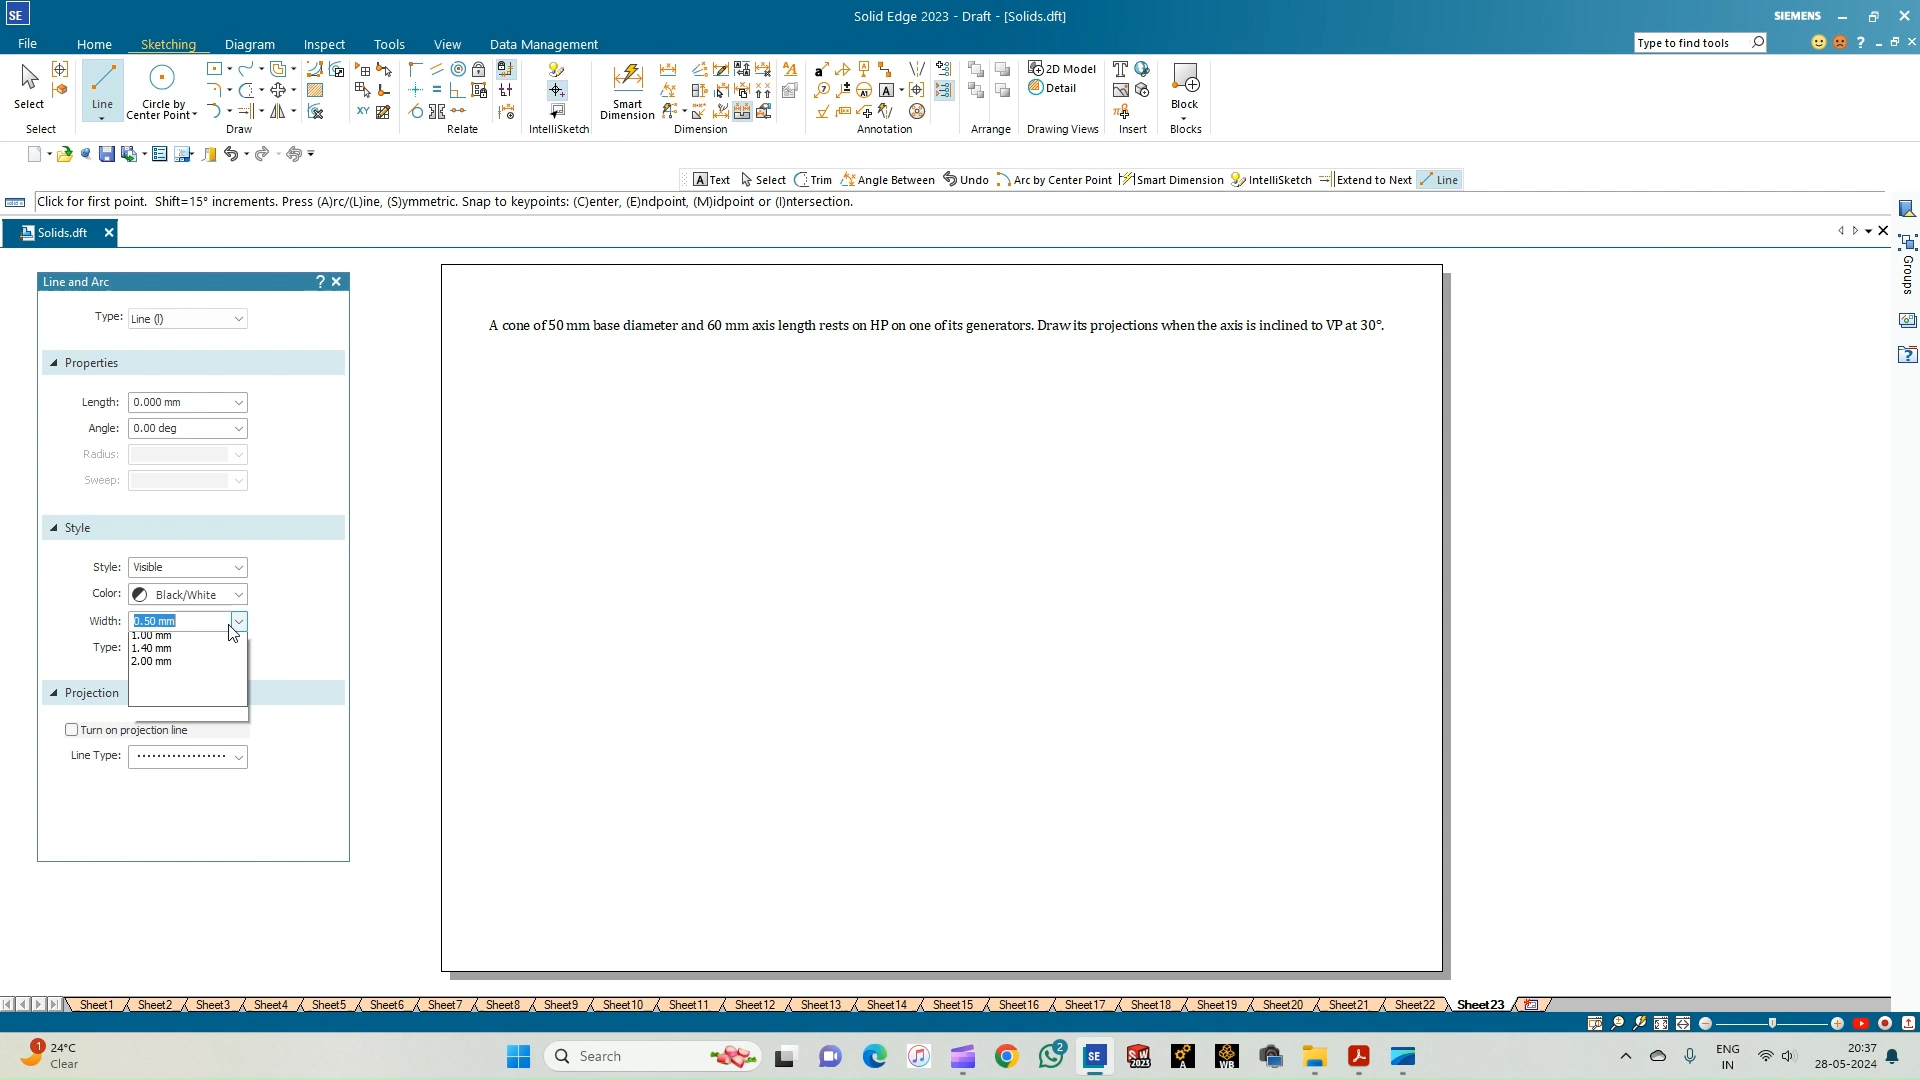 SE
Solid Edge 2023 - Draft - [Solids.dft]
SIEMENS
File Home Sketching Diagram Inspect Tools View Data Management
Type to find tools
Select
Line
Circle by
Center Point
Smart
Dimension
2D Model
Detail
Block
Select Draw Relate IntelliSketch Dimension Annotation Arrange Drawing Views Insert Blocks
Text Select Trim Angle Between Undo Arc by Center Point Smart Dimension IntelliSketch Extend to Next Line
Click for first point. Shift=15° increments. Press (A)rc/(L)ine, (S)ymmetric. Snap to keypoints: (C)enter, (E)ndpoint, (M)idpoint or (I)ntersection.
Solids.dft
Groups
Line and Arc
Type: Line (l)
Properties
Length: 0.000 mm
Angle: 0.00 deg
Radius:
Sweep:
Style
Style: Visible
Color: Black/White
Width: 0.50 mm
1.00 mm
Type: 1.40 mm
2.00 mm
Projection
Turn on projection line
Line Type:
A cone of 50 mm base diameter and 60 mm axis length rests on HP on one of its generators. Draw its projections when the axis is inclined to VP at 30°.
Sheet1 Sheet2 Sheet3 Sheet4 Sheet5 Sheet6 Sheet7 Sheet8 Sheet9 Sheet10 Sheet11 Sheet12 Sheet13 Sheet14 Sheet15 Sheet16 Sheet17 Sheet18 Sheet19 Sheet20 Sheet21 Sheet22 Sheet23
1
24°C
Clear
Search
2
SE
2023
A
WB
ENG
IN
20:37
28-05-2024